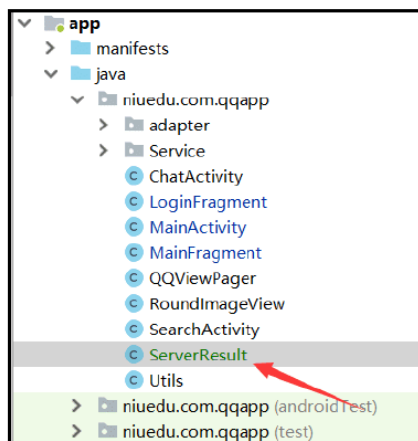 app
manifests
java
niuedu.com.qqapp
adapter
Service
C ChatActivity
C LoginFragment
C MainActivity
C MainFragment
C QQViewPager
C RoundImageView
C SearchActivity
C ServerResult
C Utils
niuedu.com.qqapp (androidTest)
niuedu.com.qqapp (test)